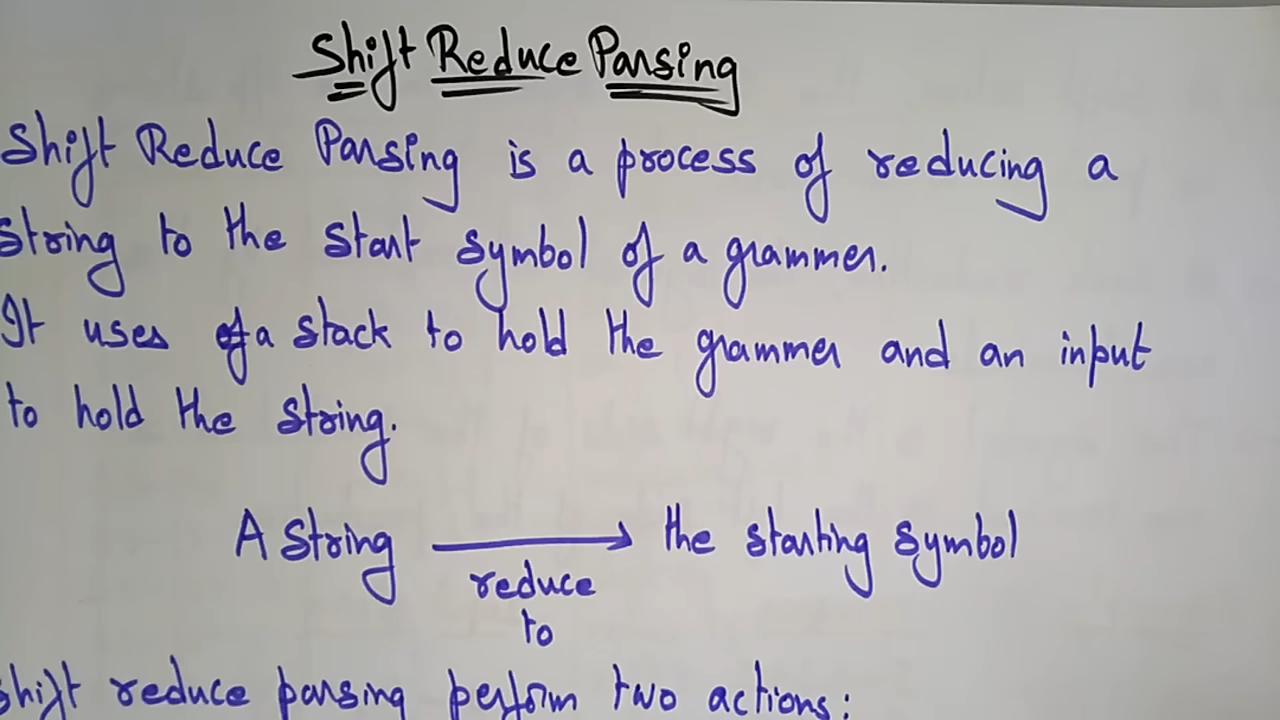 Shift Reduce Parsing
Shift Reduce Parsing is a process of reducing a
string to the start symbol of a grammer.
It uses of a stack to hold the grammer and an input
to hold the string.
A string → the starting symbol
reduce
to
shift reduce parsing perform two actions: